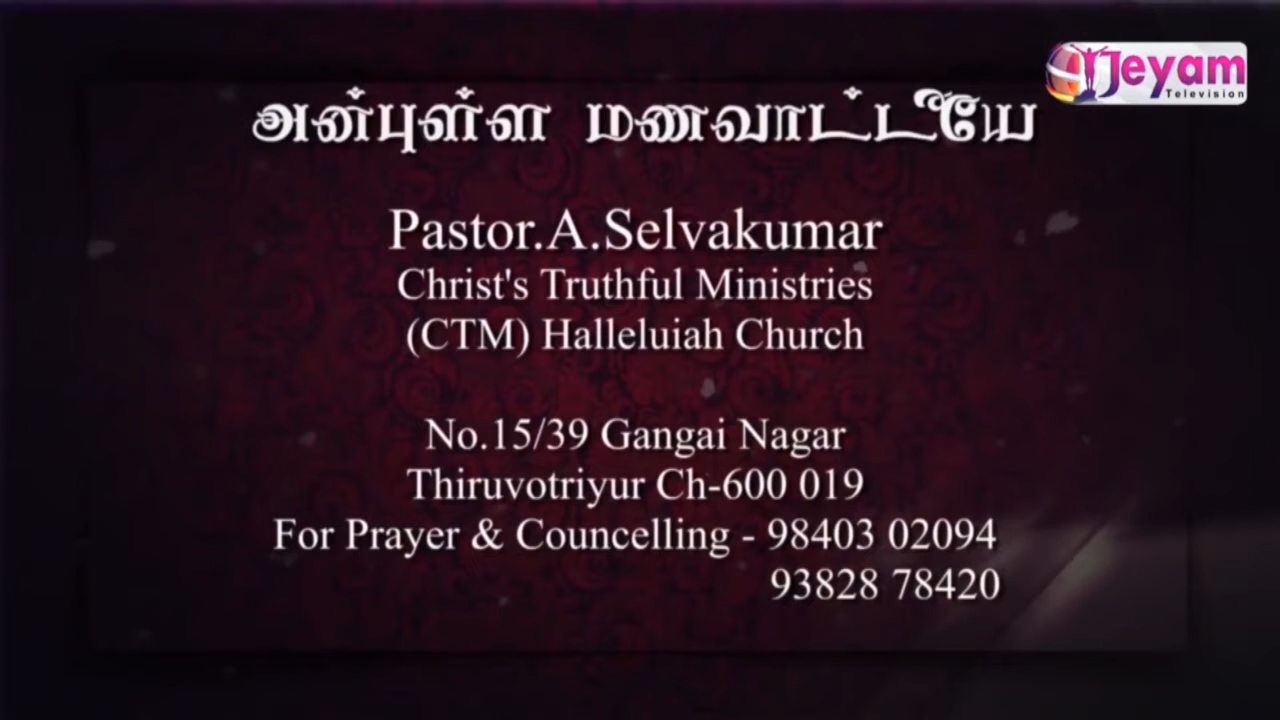 Jeyam
Television
அன்புள்ள மணவாட்டியே
Pastor.A.Selvakumar
Christ's Truthful Ministries
(CTM) Halleluiah Church
No.15/39 Gangai Nagar
Thiruvotriyur Ch-600 019
For Prayer & Councelling - 98403 02094
93828 78420